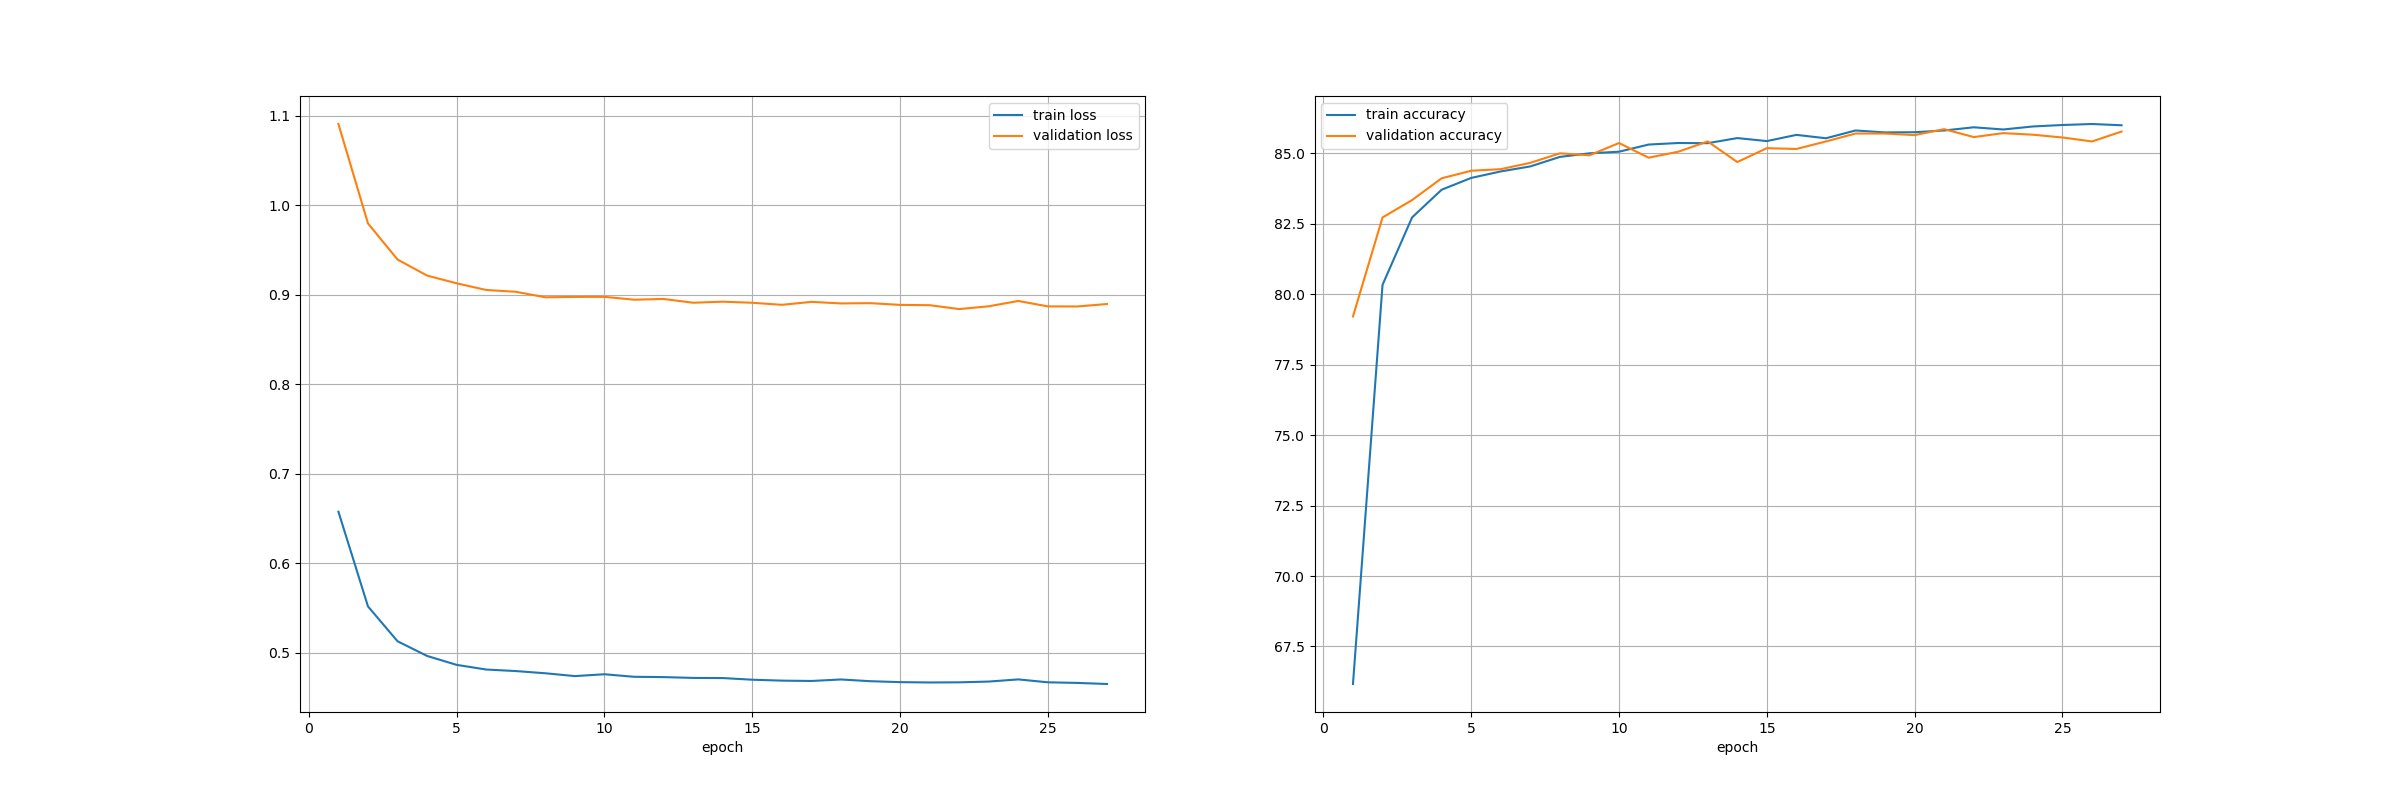 train loss
validation loss
1.1
1.0
0.9
0.8
0.7
0.6
0.5
0 5 10 15 20 25
epoch
train accuracy
validation accuracy
85.0
82.5
80.0
77.5
75.0
72.5
70.0
67.5
0 5 10 15 20 25
epoch